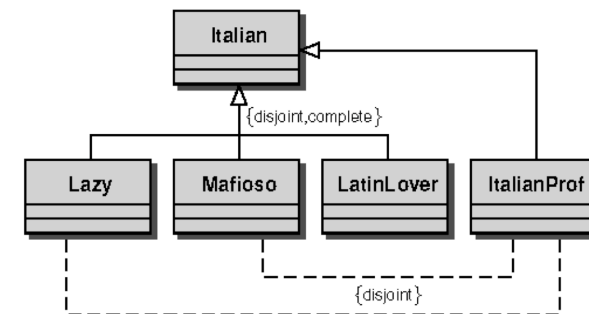 Italian
{disjoint,complete}
Lazy
Mafioso
LatinLover
ItalianProf
{disjoint}